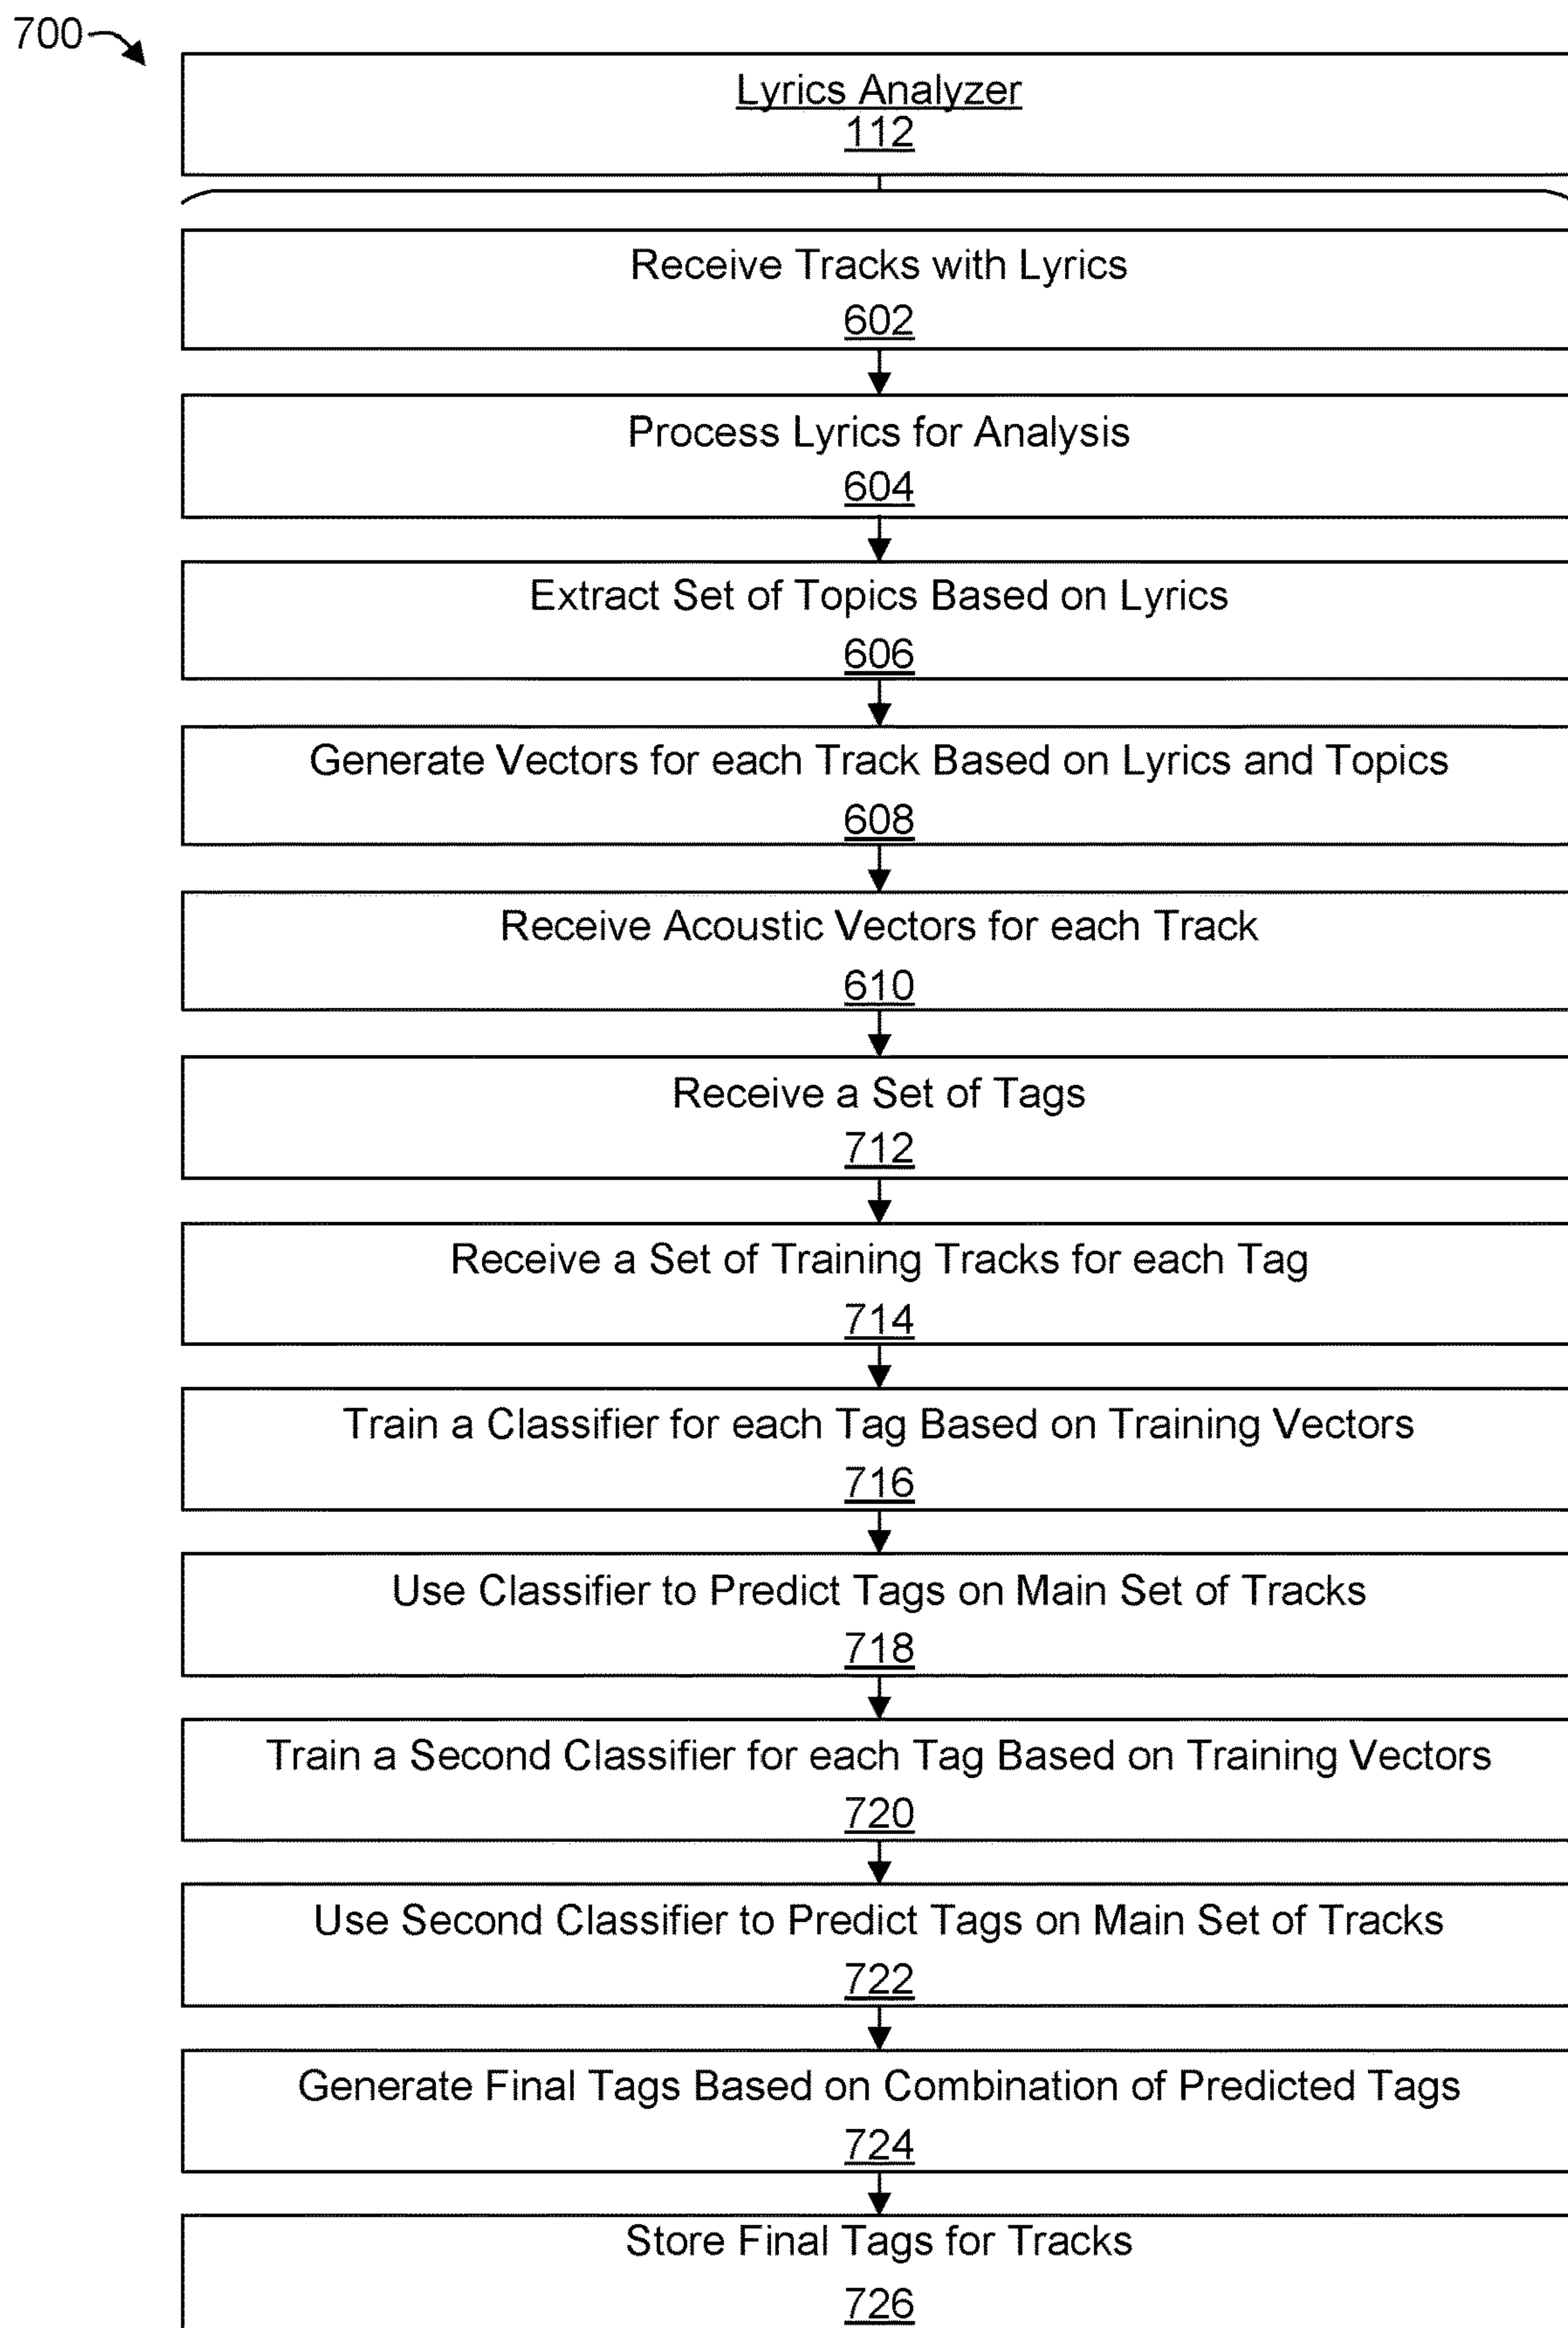 700
Lyrics Analyzer
112
Receive Tracks with Lyrics
602
Process Lyrics for Analysis
604
Extract Set of Topics Based on Lyrics
606
Generate Vectors for each Track Based on Lyrics and Topics
608
Receive Acoustic Vectors for each Track
610
Receive a Set of Tags
712
Receive a Set of Training Tracks for each Tag
714
Train a Classifier for each Tag Based on Training Vectors
716
Use Classifier to Predict Tags on Main Set of Tracks
718
Train a Second Classifier for each Tag Based on Training Vectors
720
Use Second Classifier to Predict Tags on Main Set of Tracks
722
Generate Final Tags Based on Combination of Predicted Tags
724
Store Final Tags for Tracks
726